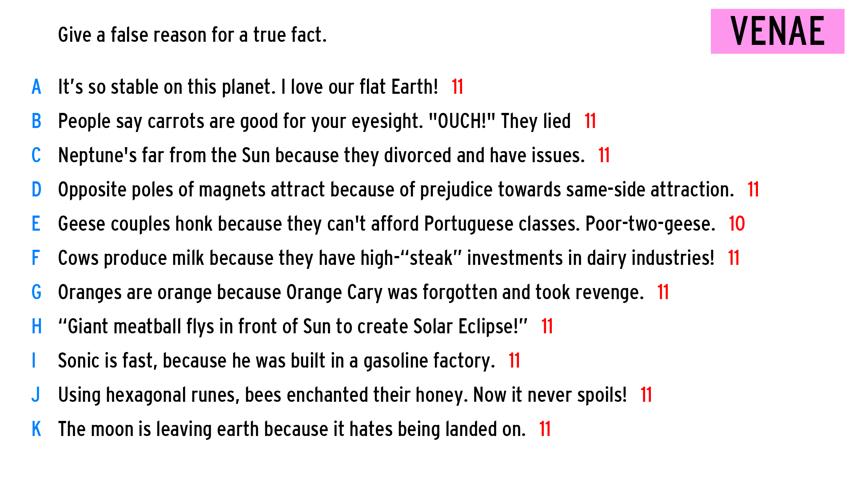 Give a false reason for a true fact.
VENAE
A It's so stable on this planet. I love our flat Earth! 11
B People say carrots are good for your eyesight. "OUCH!" They lied 11
C Neptune's far from the Sun because they divorced and have issues. 11
D Opposite poles of magnets attract because of prejudice towards same-side attraction. 11
E Geese couples honk because they can't afford Portuguese classes. Poor-two-geese. 10
F Cows produce milk because they have high-“steak” investments in dairy industries! 11
G Oranges are orange because Orange Cary was forgotten and took revenge. 11
H “Giant meatball flys in front of Sun to create Solar Eclipse!” 11
I Sonic is fast, because he was built in a gasoline factory. 11
J Using hexagonal runes, bees enchanted their honey. Now it never spoils! 11
K The moon is leaving earth because it hates being landed on. 11